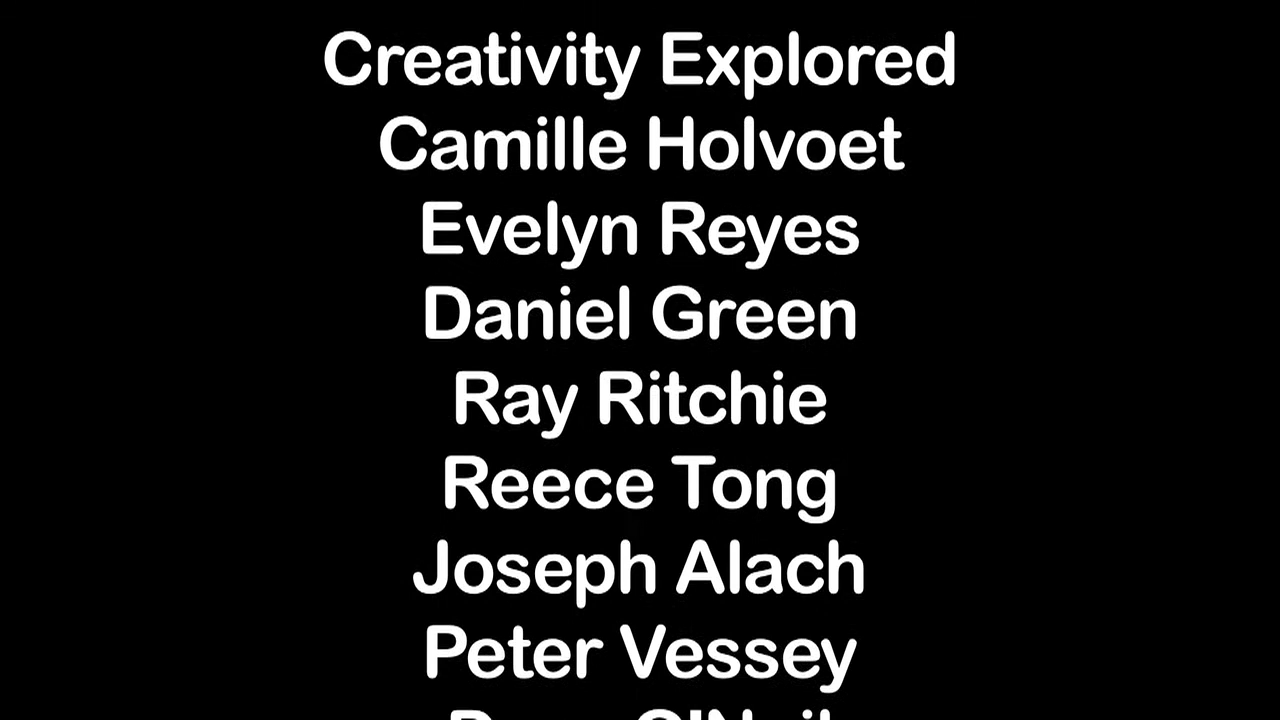 Creativity Explored
Camille Holvoet
Evelyn Reyes
Daniel Green
Ray Ritchie
Reece Tong
Joseph Alach
Peter Vessey